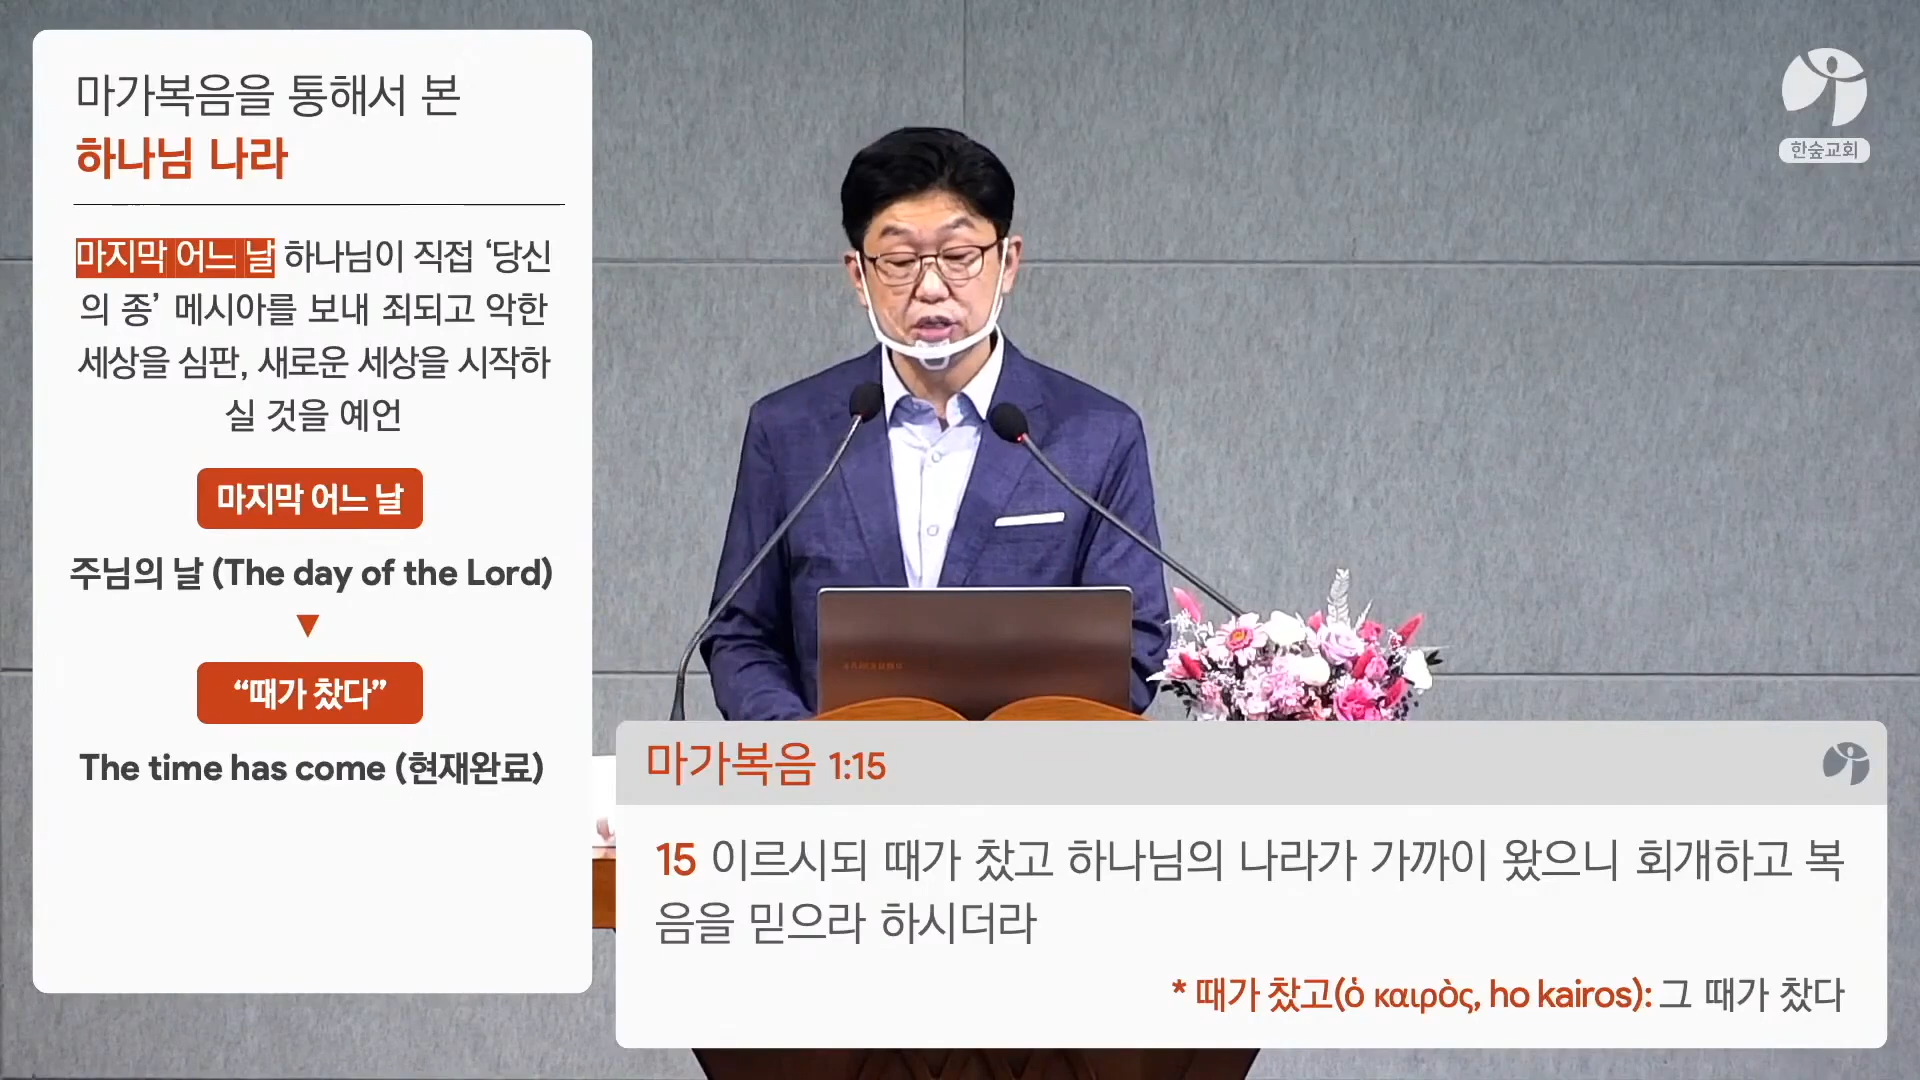 마가복음을 통해서 본
하나님 나라
마지막 어느 날 하나님이 직접 ‘당신
의 종’ 메시아를 보내 죄되고 악한
세상을 심판, 새로운 세상을 시작하
실 것을 예언
마지막 어느 날
주님의 날 (The day of the Lord)
▼
“때가 찼다”
The time has come (현재완료)
한숲교회
SAMSUNG
마가복음 1:15
15 이르시되 때가 찼고 하나님의 나라가 가까이 왔으니 회개하고 복
음을 믿으라 하시더라
* 때가 찼고(ὁ καιρὸς, ho kairos): 그 때가 찼다